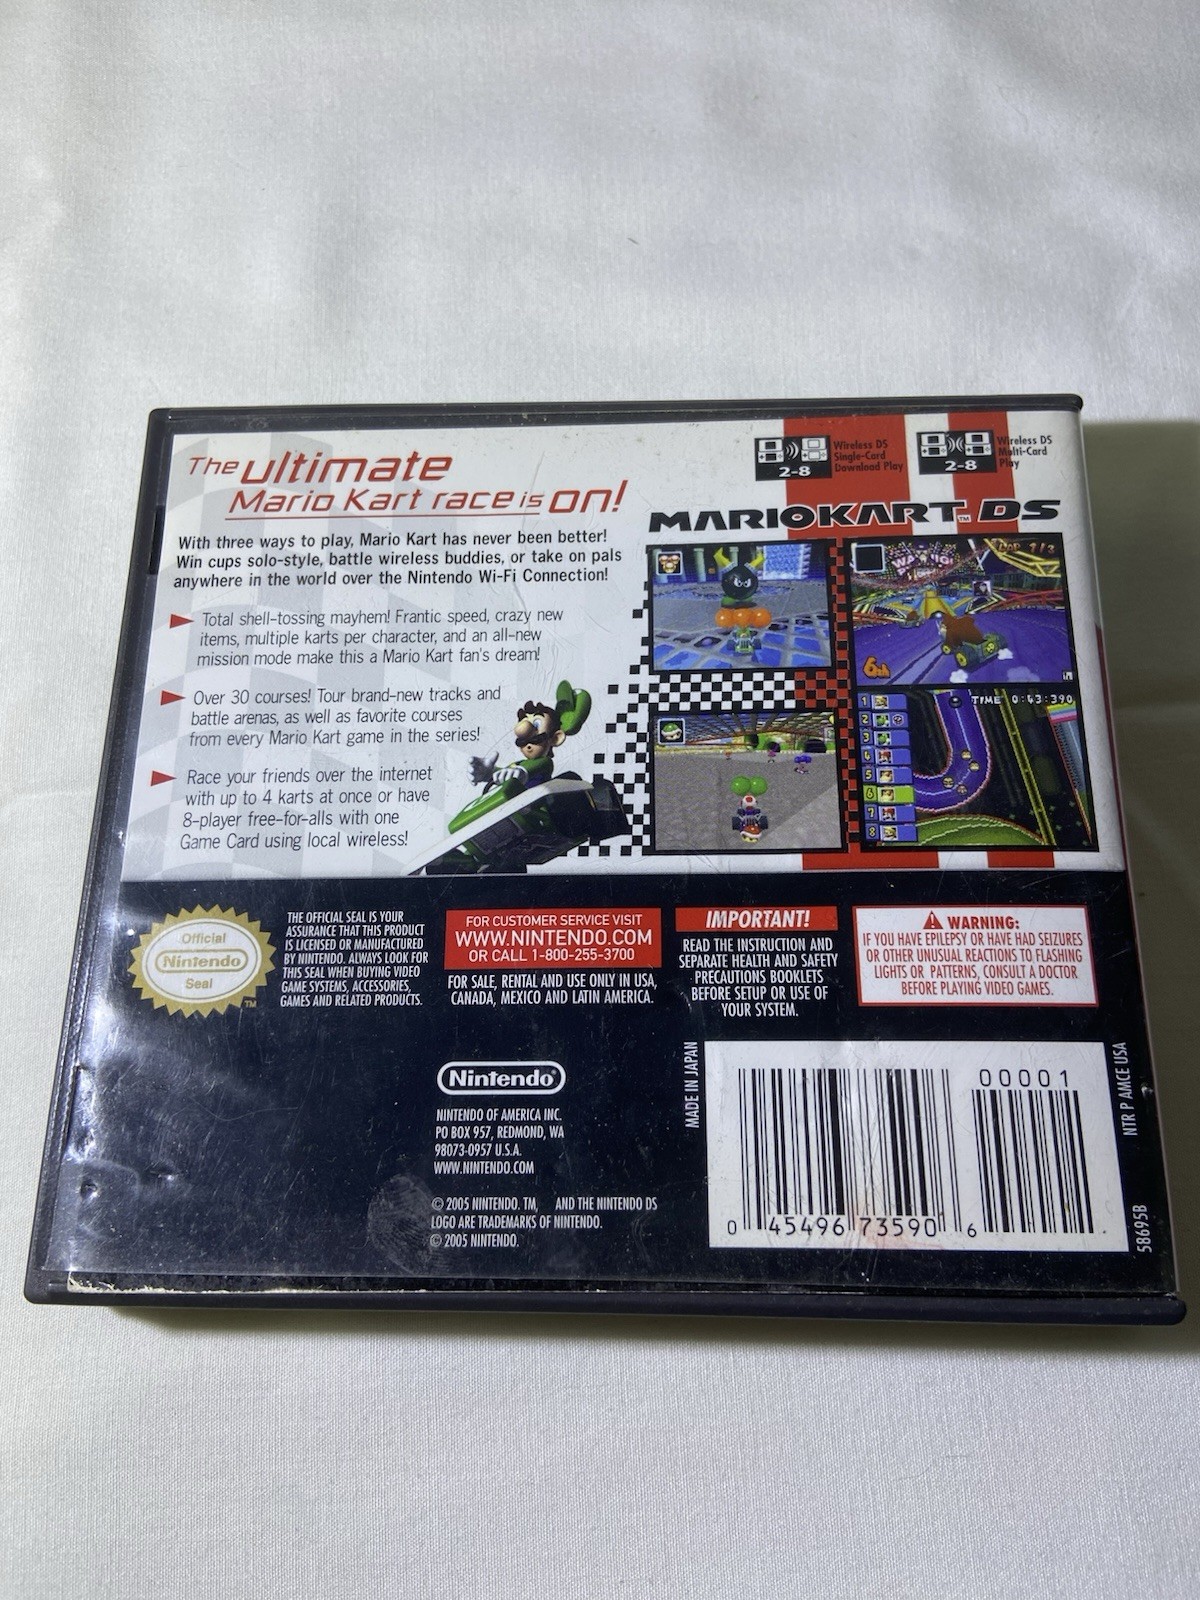 The ultimate
Mario Kart race is on!
With three ways to play, Mario Kart has never been better!
Win cups solo-style, battle wireless buddies, or take on pals
anywhere in the world over the Nintendo Wi-Fi Connection!
Total shell-tossing mayhem! Frantic speed, crazy new
items, multiple karts per character, and an all-new
mission mode make this a Mario Kart fan's dream!
Over 30 courses! Tour brand-new tracks and
battle arenas, as well as favorite courses
from every Mario Kart game in the series!
Race your friends over the internet
with up to 4 karts at once or have
8-player free-for-alls with one
Game Card using local wireless!
2-8
Wireless DS
Single-Card
Download Play
2-8
Wireless DS
Multi-Card
Play
MARIOKART™ DS
LAP 1/3
6th
TIME 0:43:390
1
2
3
4
5
6
7
8
Official
Nintendo
Seal
TM
THE OFFICIAL SEAL IS YOUR
ASSURANCE THAT THIS PRODUCT
IS LICENSED OR MANUFACTURED
BY NINTENDO. ALWAYS LOOK FOR
THIS SEAL WHEN BUYING VIDEO
GAME SYSTEMS, ACCESSORIES,
GAMES AND RELATED PRODUCTS.
FOR CUSTOMER SERVICE VISIT
WWW.NINTENDO.COM
OR CALL 1-800-255-3700
FOR SALE, RENTAL AND USE ONLY IN USA,
CANADA, MEXICO AND LATIN AMERICA.
IMPORTANT!
READ THE INSTRUCTION AND
SEPARATE HEALTH AND SAFETY
PRECAUTIONS BOOKLETS
BEFORE SETUP OR USE OF
YOUR SYSTEM.
WARNING:
IF YOU HAVE EPILEPSY OR HAVE HAD SEIZURES
OR OTHER UNUSUAL REACTIONS TO FLASHING
LIGHTS OR PATTERNS, CONSULT A DOCTOR
BEFORE PLAYING VIDEO GAMES.
Nintendo®
NINTENDO OF AMERICA INC.
PO BOX 957, REDMOND, WA
98073-0957 U.S.A.
WWW.NINTENDO.COM
© 2005 NINTENDO. TM, AND THE NINTENDO DS
LOGO ARE TRADEMARKS OF NINTENDO.
© 2005 NINTENDO.
MADE IN JAPAN
00001
0 45496 73590 6
NTR P AMCE USA
58695B